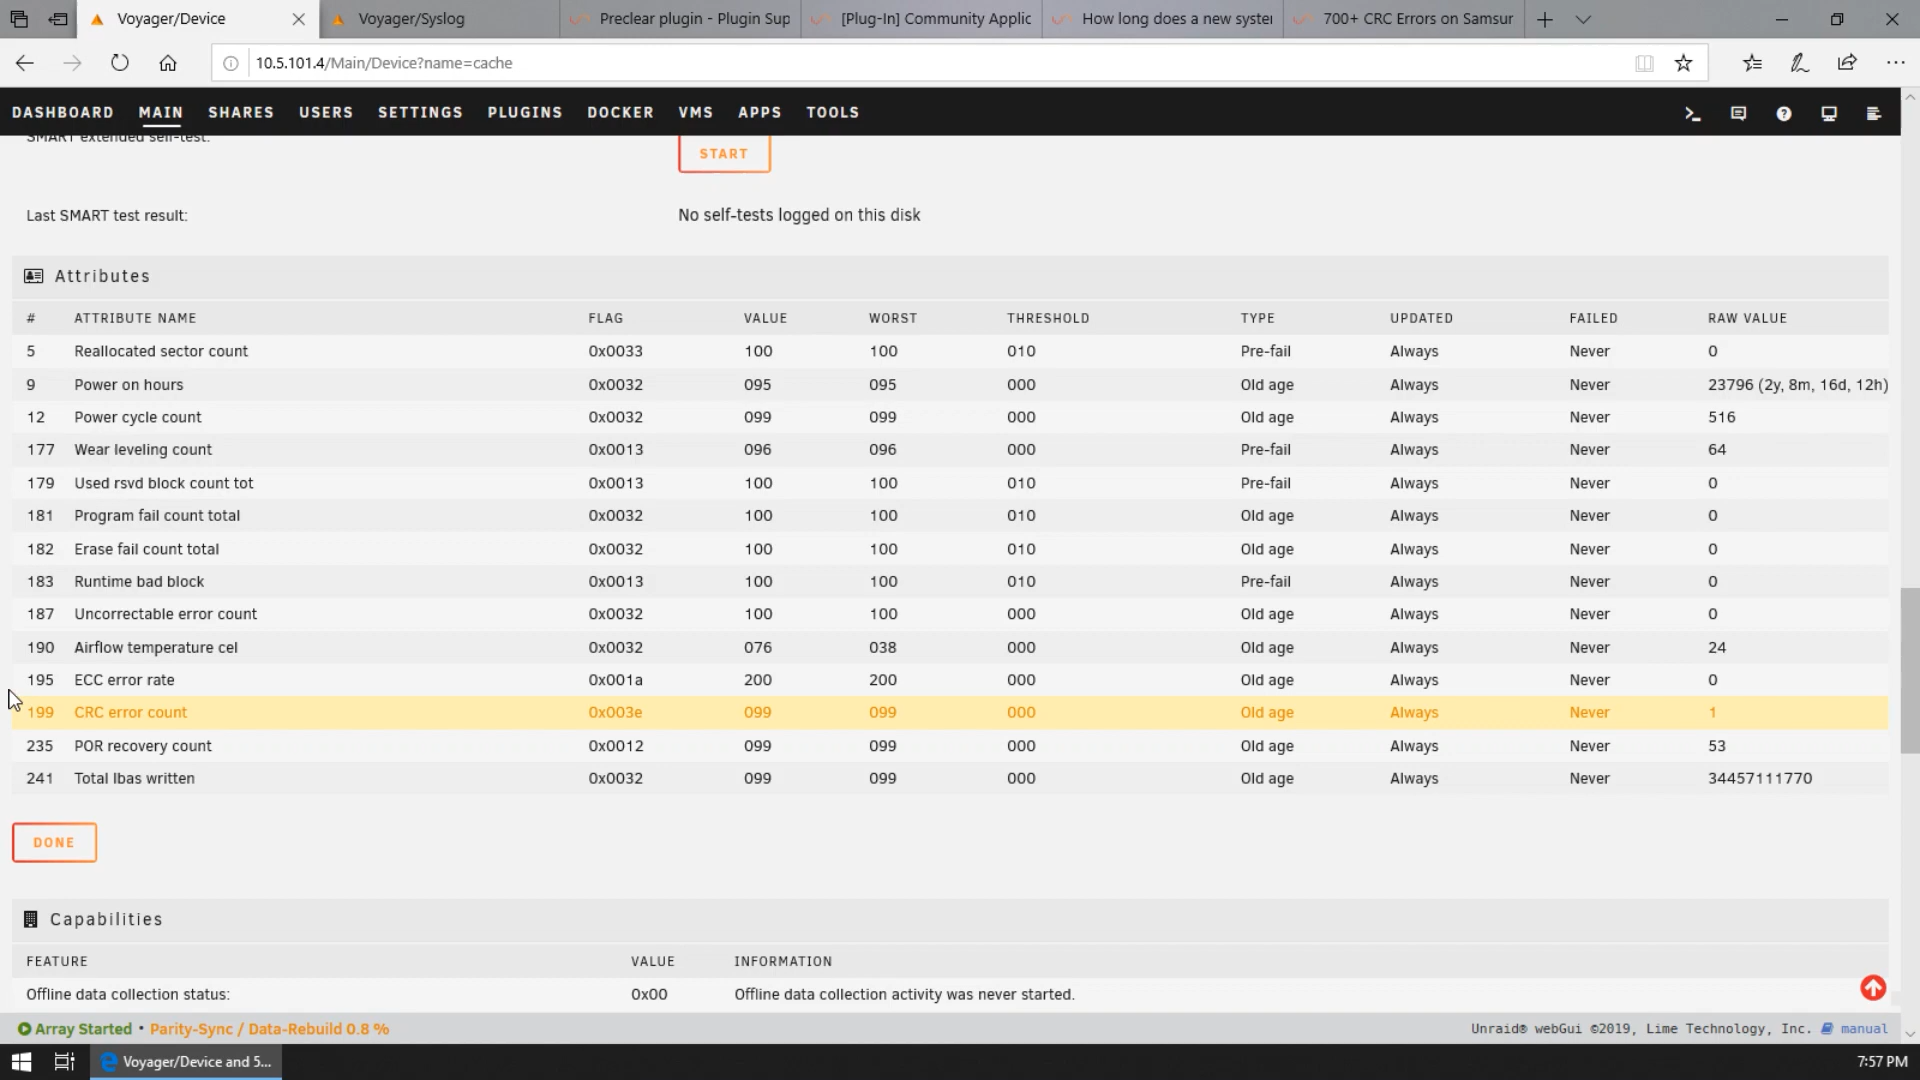 Voyager/Device
Voyager/Syslog
Preclear plugin - Plugin Sup
[Plug-In] Community Applic
How long does a new syster
700+ CRC Errors on Samsur
10.5.101.4/Main/Device?name=cache
DASHBOARD MAIN SHARES USERS SETTINGS PLUGINS DOCKER VMS APPS TOOLS
SMART extended self-test: START
Last SMART test result: No self-tests logged on this disk
Attributes
# ATTRIBUTE NAME FLAG VALUE WORST THRESHOLD TYPE UPDATED FAILED RAW VALUE
5 Reallocated sector count 0x0033 100 100 010 Pre-fail Always Never 0
9 Power on hours 0x0032 095 095 000 Old age Always Never 23796 (2y, 8m, 16d, 12h)
12 Power cycle count 0x0032 099 099 000 Old age Always Never 516
177 Wear leveling count 0x0013 096 096 000 Pre-fail Always Never 64
179 Used rsvd block count tot 0x0013 100 100 010 Pre-fail Always Never 0
181 Program fail count total 0x0032 100 100 010 Old age Always Never 0
182 Erase fail count total 0x0032 100 100 010 Old age Always Never 0
183 Runtime bad block 0x0013 100 100 010 Pre-fail Always Never 0
187 Uncorrectable error count 0x0032 100 100 000 Old age Always Never 0
190 Airflow temperature cel 0x0032 076 038 000 Old age Always Never 24
195 ECC error rate 0x001a 200 200 000 Old age Always Never 0
199 CRC error count 0x003e 099 099 000 Old age Always Never 1
235 POR recovery count 0x0012 099 099 000 Old age Always Never 53
241 Total lbas written 0x0032 099 099 000 Old age Always Never 34457111770
DONE
Capabilities
FEATURE VALUE INFORMATION
Offline data collection status: 0x00 Offline data collection activity was never started.
Array Started • Parity-Sync / Data-Rebuild 0.8 % Unraid® webGui ©2019, Lime Technology, Inc. manual
Voyager/Device and 5... 7:57 PM